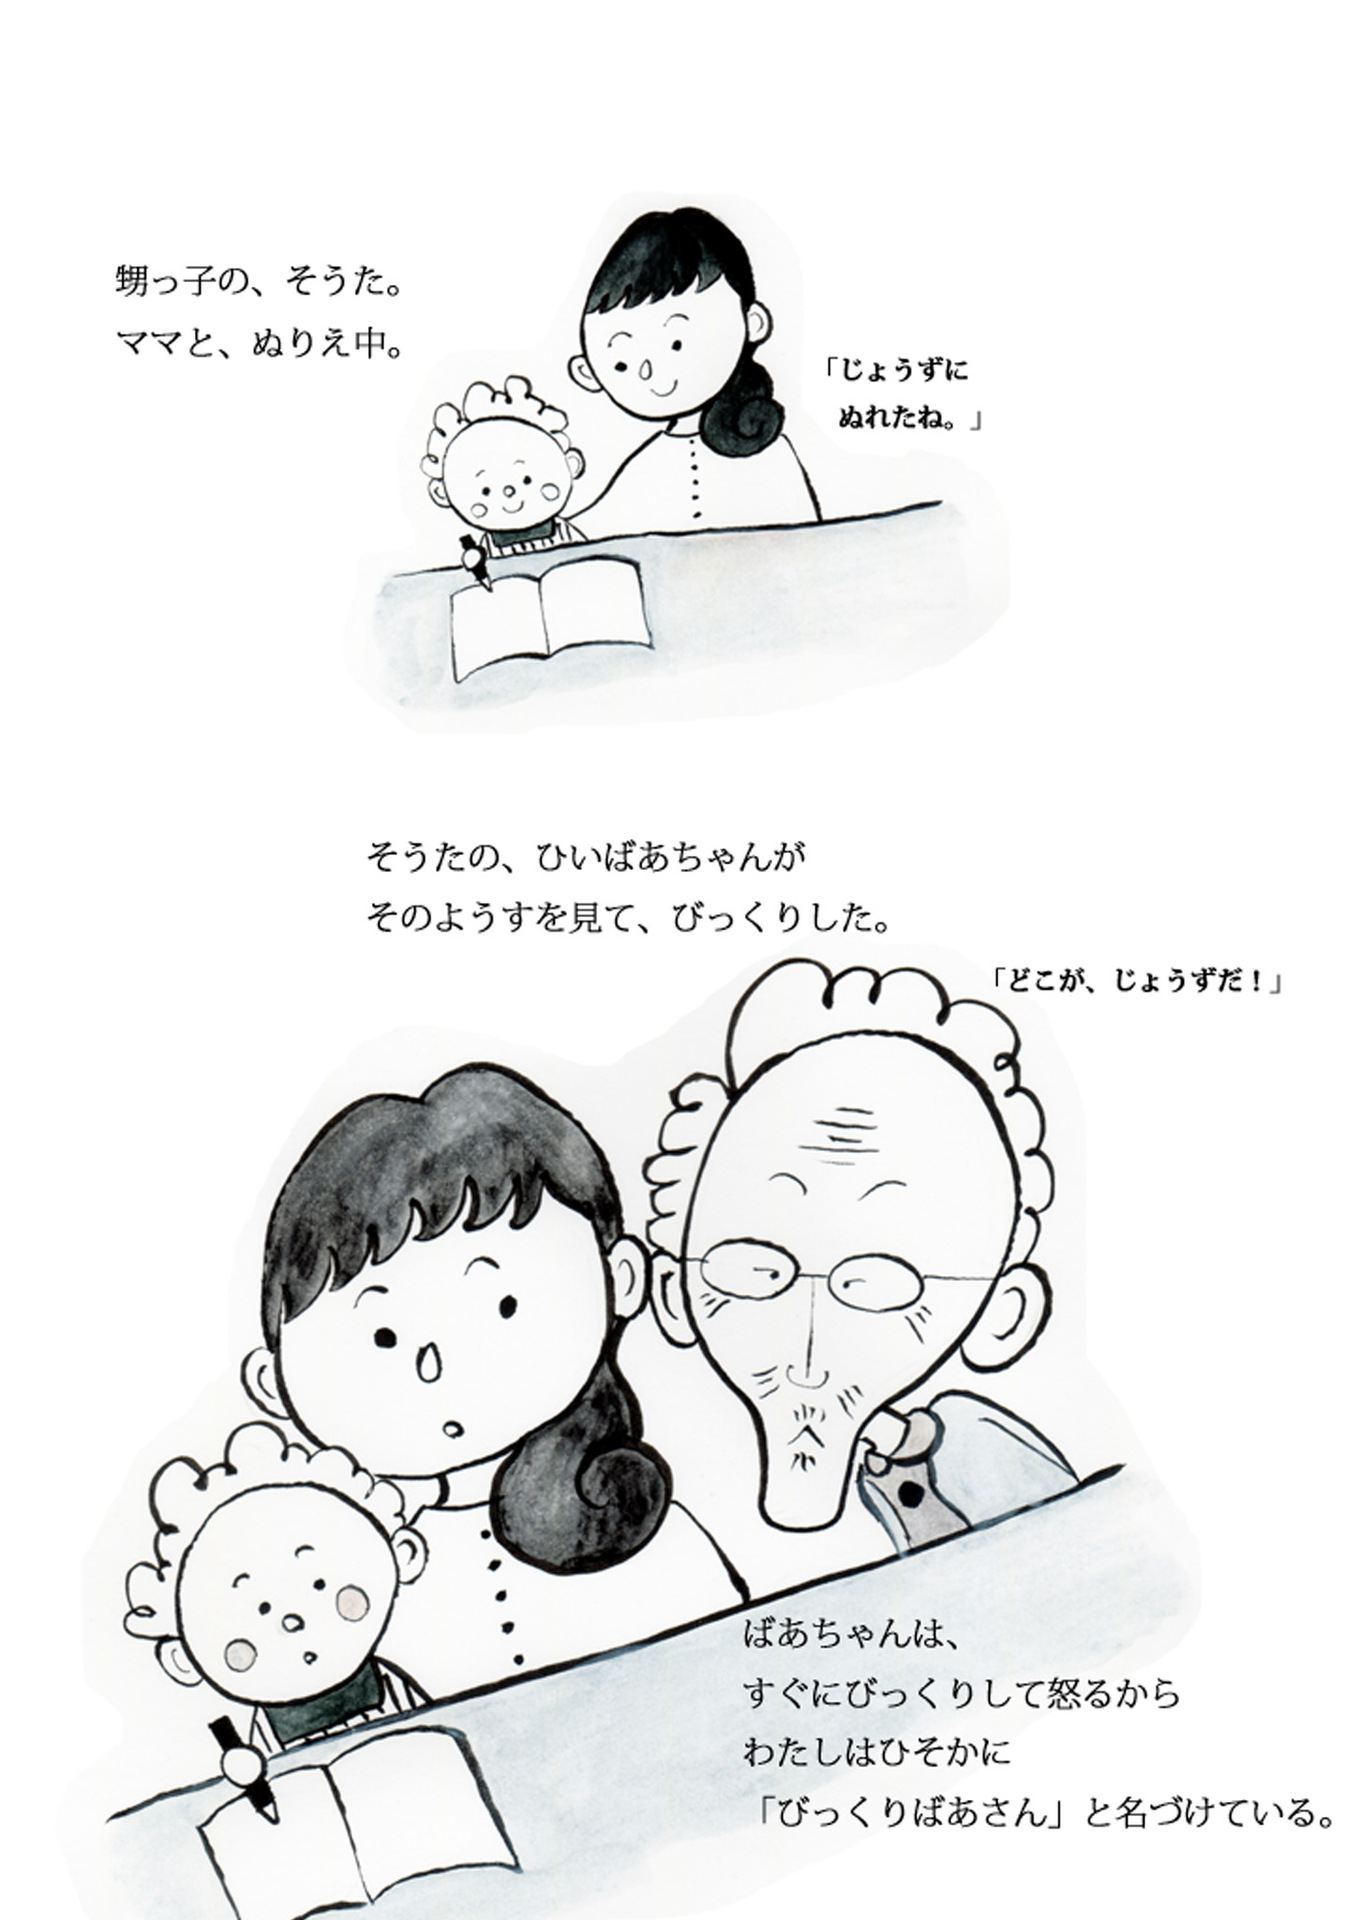 甥っ子の、そうた。
ママと、ぬりえ中。
「じょうずに
ぬれたね。」
そうたの、ひいばあちゃんが
そのようすを見て、びっくりした。
「どこが、じょうずだ！」
ばあちゃんは、
すぐにびっくりして怒るから
わたしはひそかに
「びっくりばあさん」と名づけている。